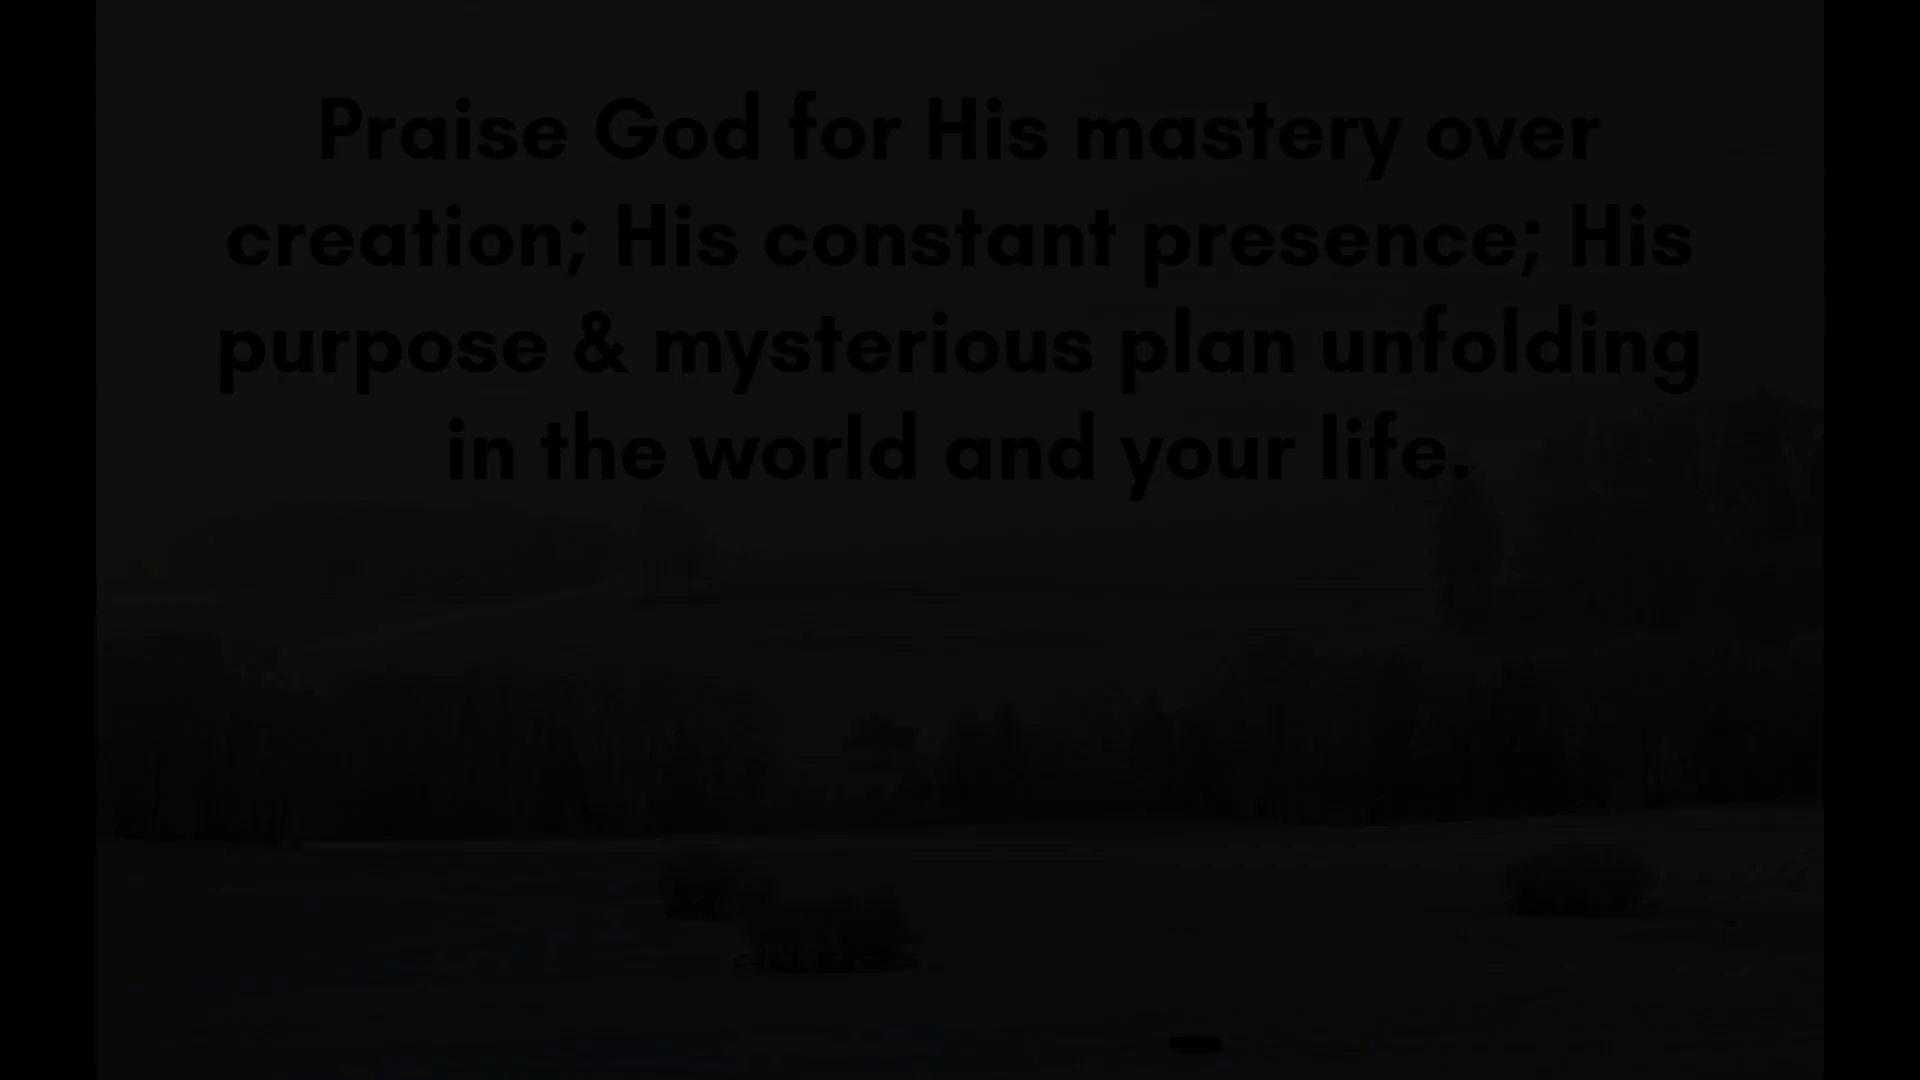 Praise God for His mastery over
creation; His constant presence; His
purpose & mysterious plan unfolding
in the world and your life.